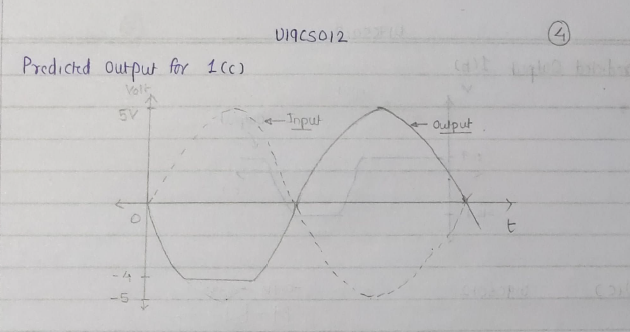 U19CS012
4
Predicted Output for 1(c)
Volt
5V
Input
Output
0
t
-4
-5